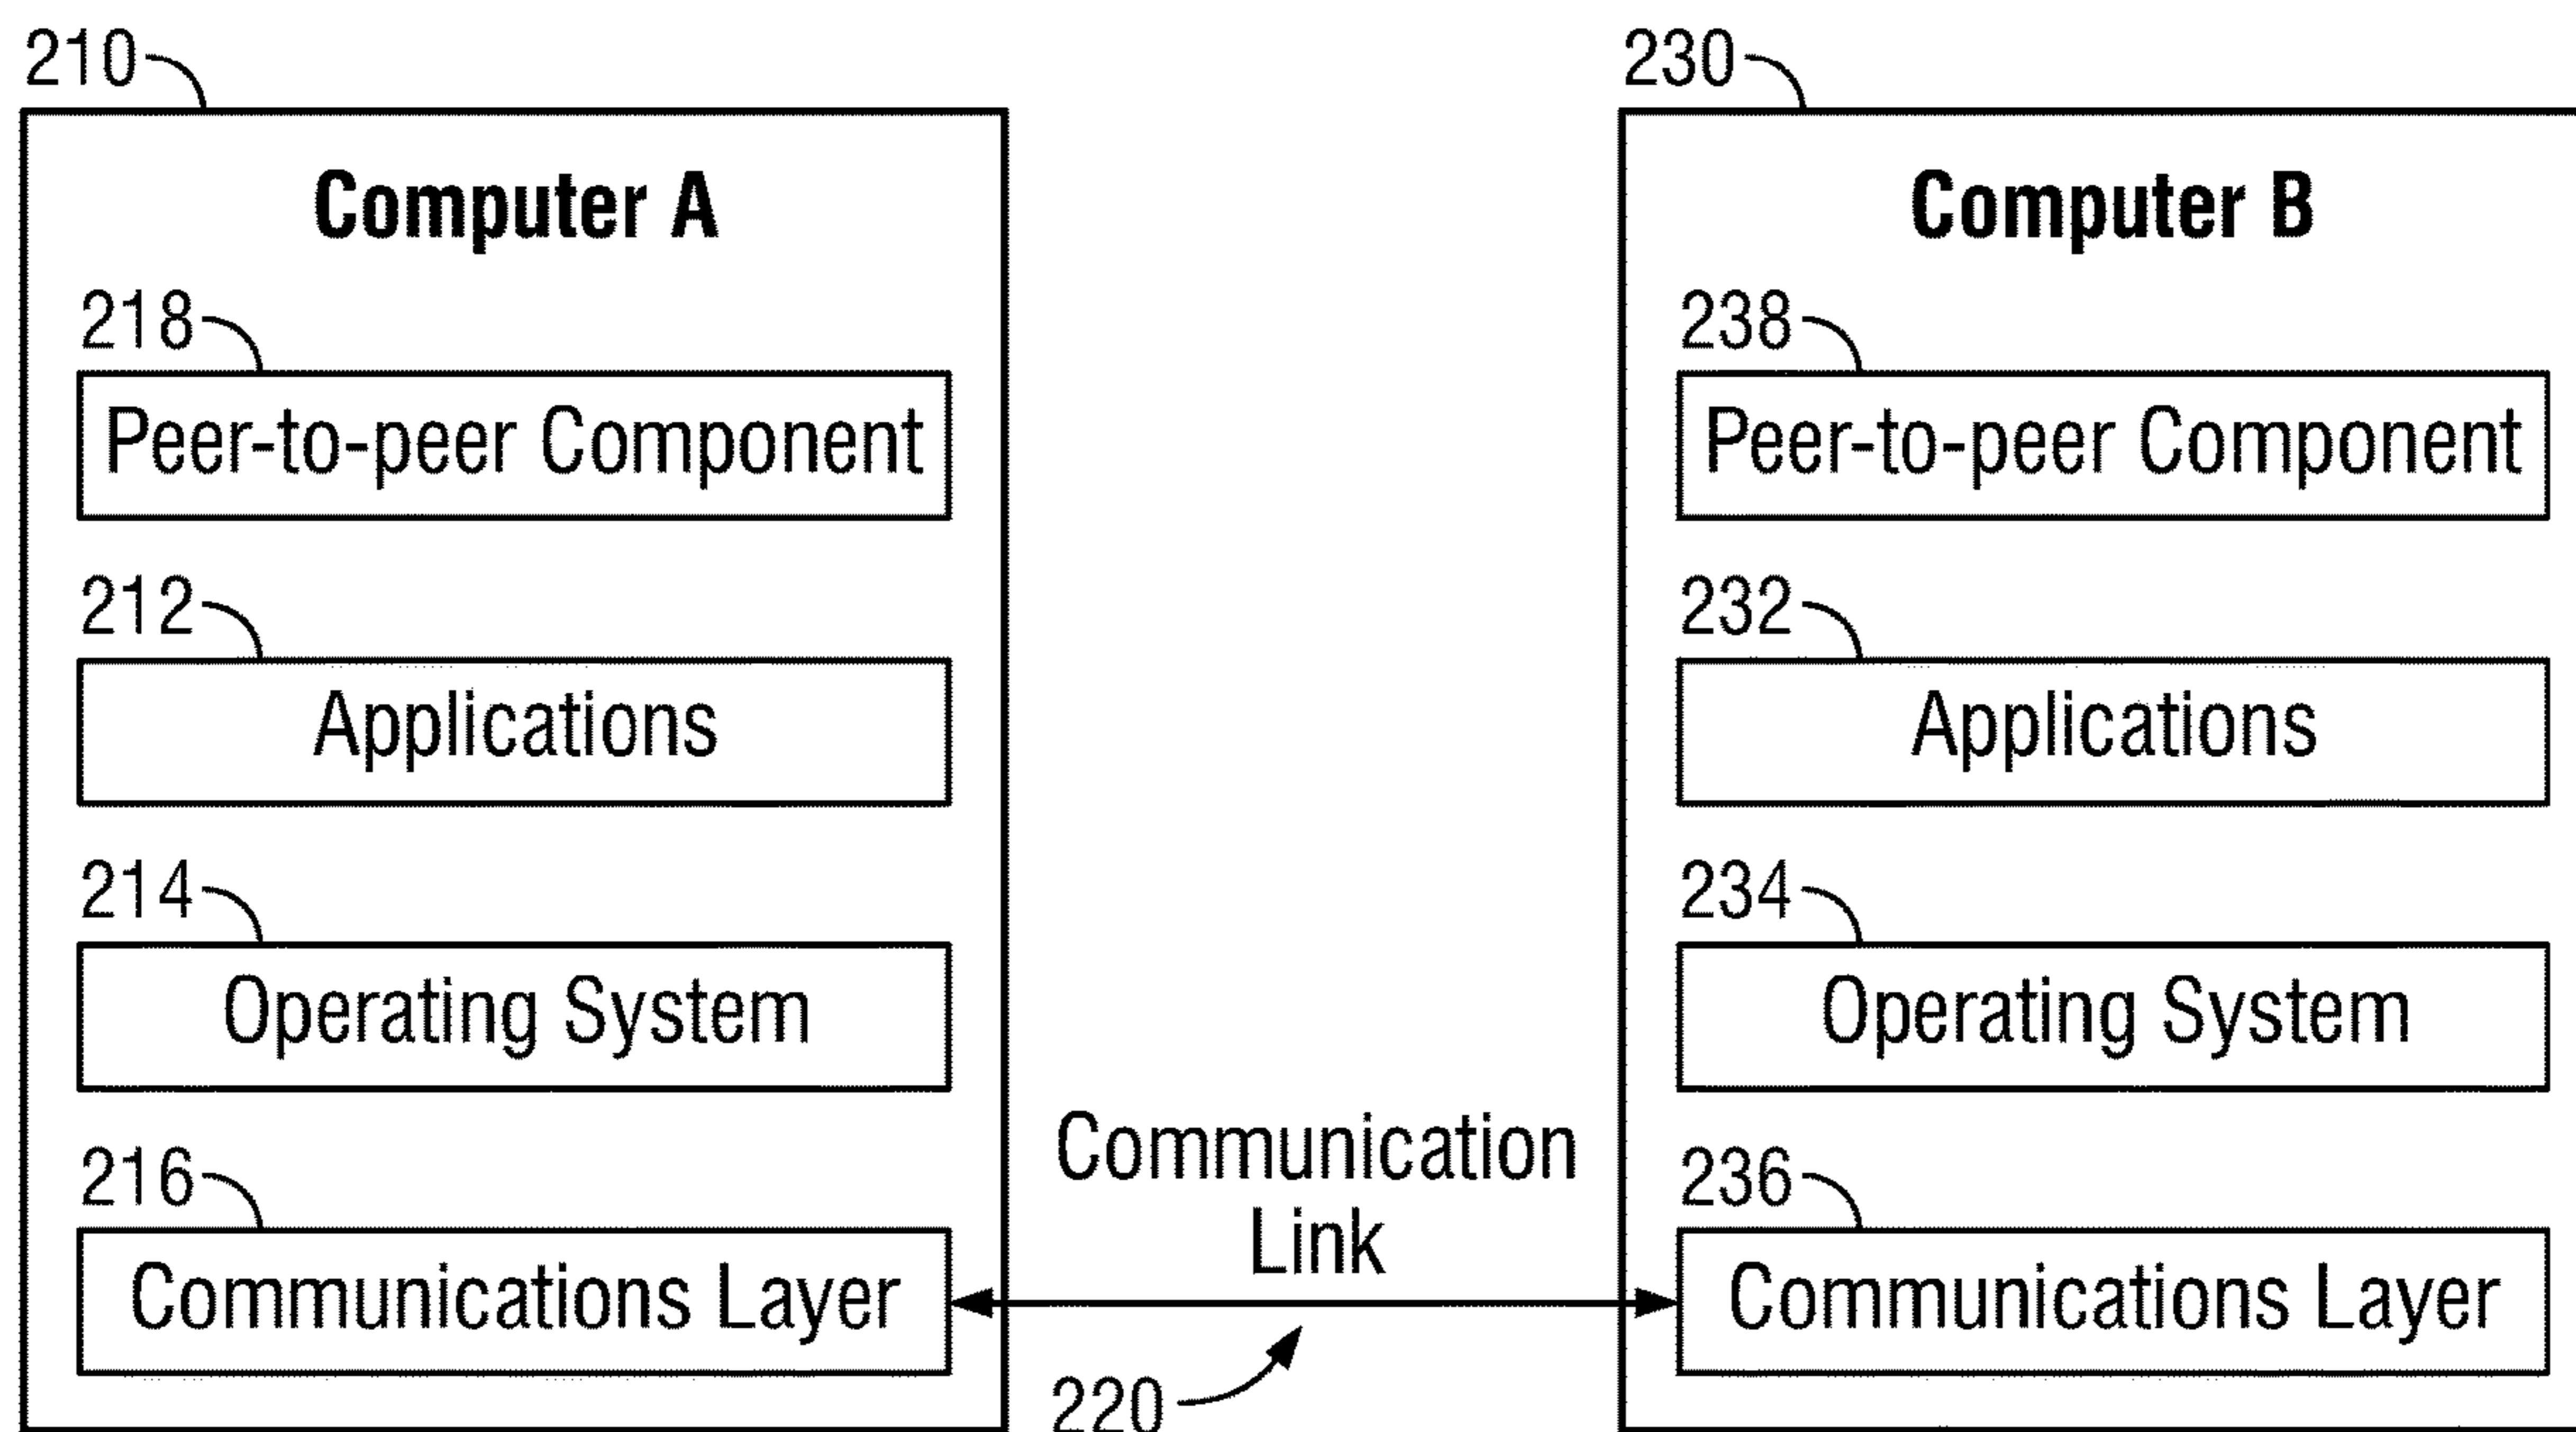 210
Computer A
218
Peer-to-peer Component
212
Applications
214
Operating System
216
Communications Layer
Communication
Link
220
230
Computer B
238
Peer-to-peer Component
232
Applications
234
Operating System
236
Communications Layer